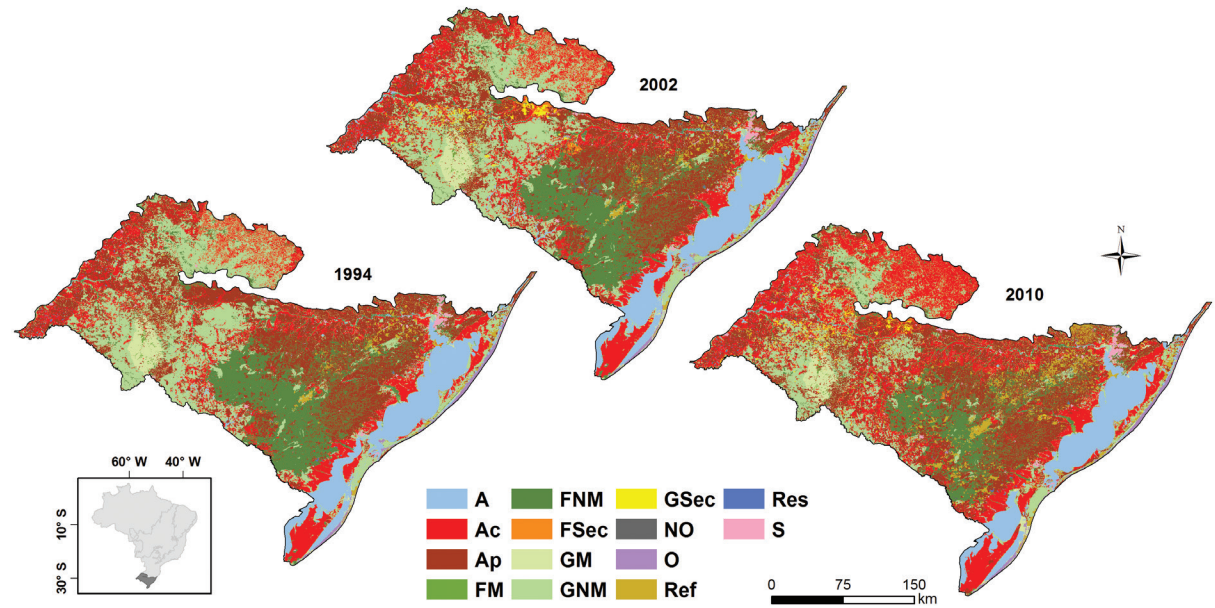 2002
1994
N
2010
60° W 40° W
10° S
30° S
A FNM GSec Res
Ac FSec NO S
Ap GM O
FM GNM Ref
0 75 150
km